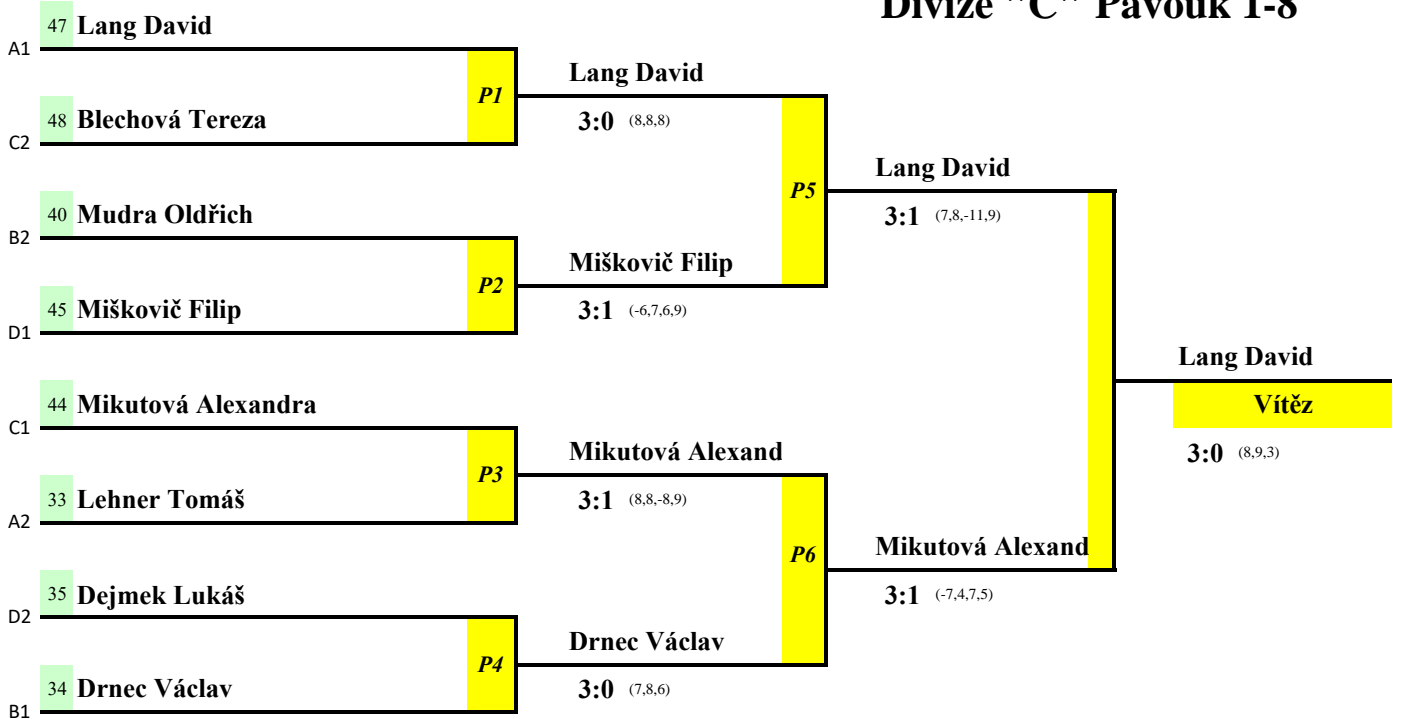 Divize "C" Pavouk 1-8
47 Lang David
A1
P1
Lang David
3:0 (8,8,8)
48 Blechová Tereza
C2
P5
Lang David
3:1 (7,8,-11,9)
40 Mudra Oldřich
B2
P2
Miškovič Filip
3:1 (-6,7,6,9)
45 Miškovič Filip
D1
Lang David
Vítěz
3:0 (8,9,3)
44 Mikutová Alexandra
C1
P3
Mikutová Alexand
3:1 (8,8,-8,9)
33 Lehner Tomáš
A2
P6
Mikutová Alexand
3:1 (-7,4,7,5)
35 Dejmek Lukáš
D2
P4
Drnec Václav
3:0 (7,8,6)
34 Drnec Václav
B1